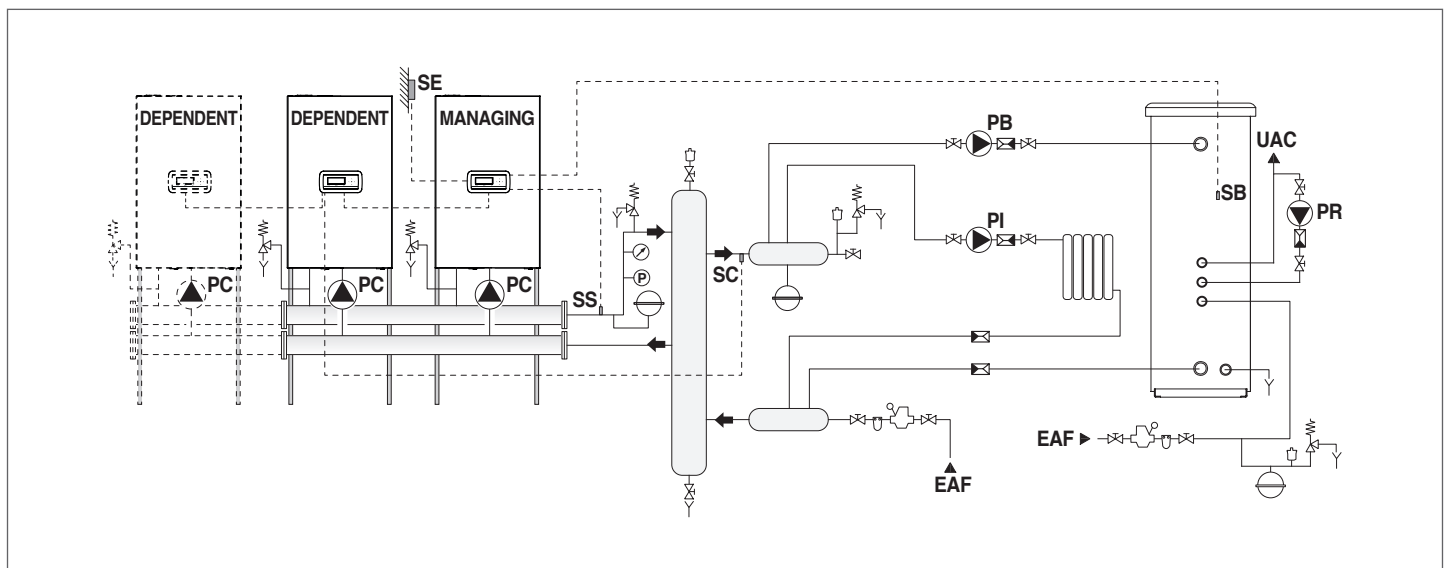 SE
DEPENDENT
DEPENDENT
MANAGING
PB
UAC
SB
PI
PR
SC
PC
PC
PC
SS
P
EAF
EAF